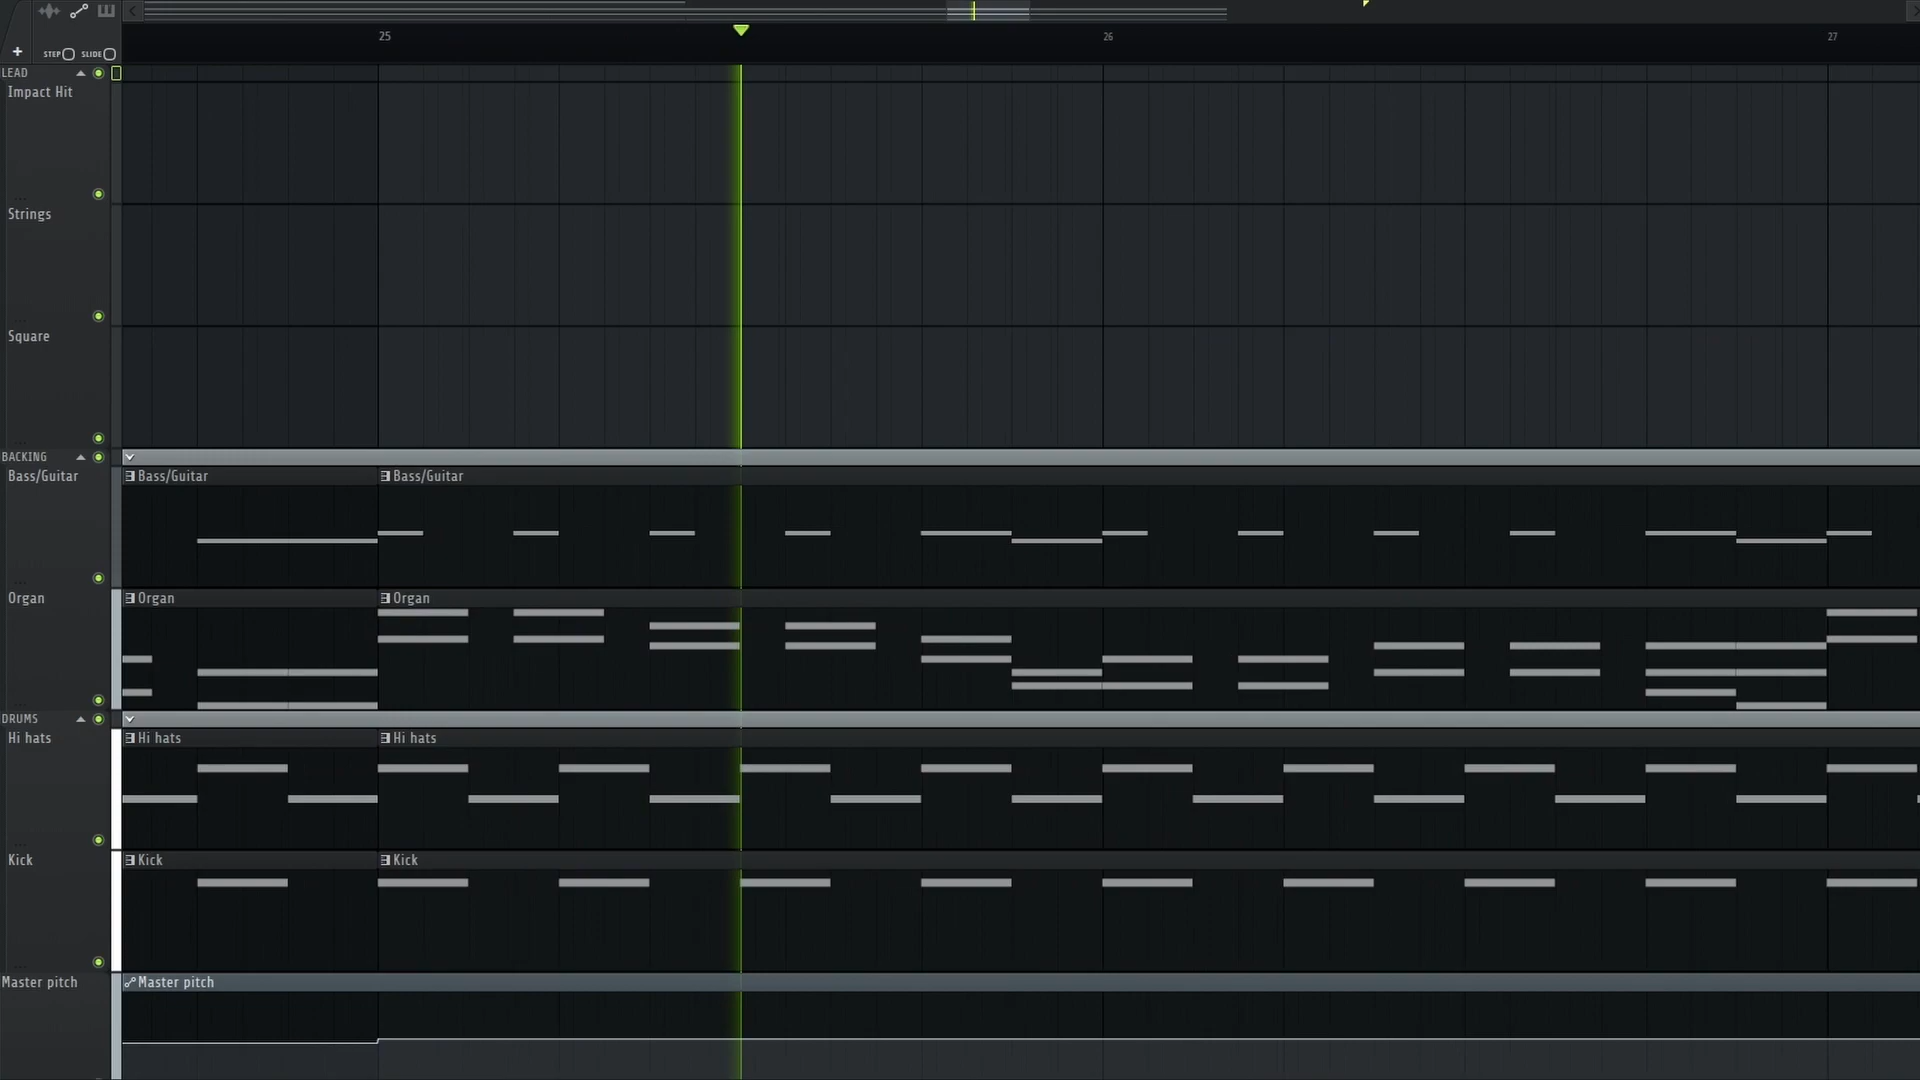 25
26
27
STEP SLIDE
LEAD
Impact Hit
Strings
Square
BACKING
Bass/Guitar
Bass/Guitar
Bass/Guitar
Organ
Organ
Organ
DRUMS
Hi hats
Hi hats
Hi hats
Kick
Kick
Kick
Master pitch
Master pitch